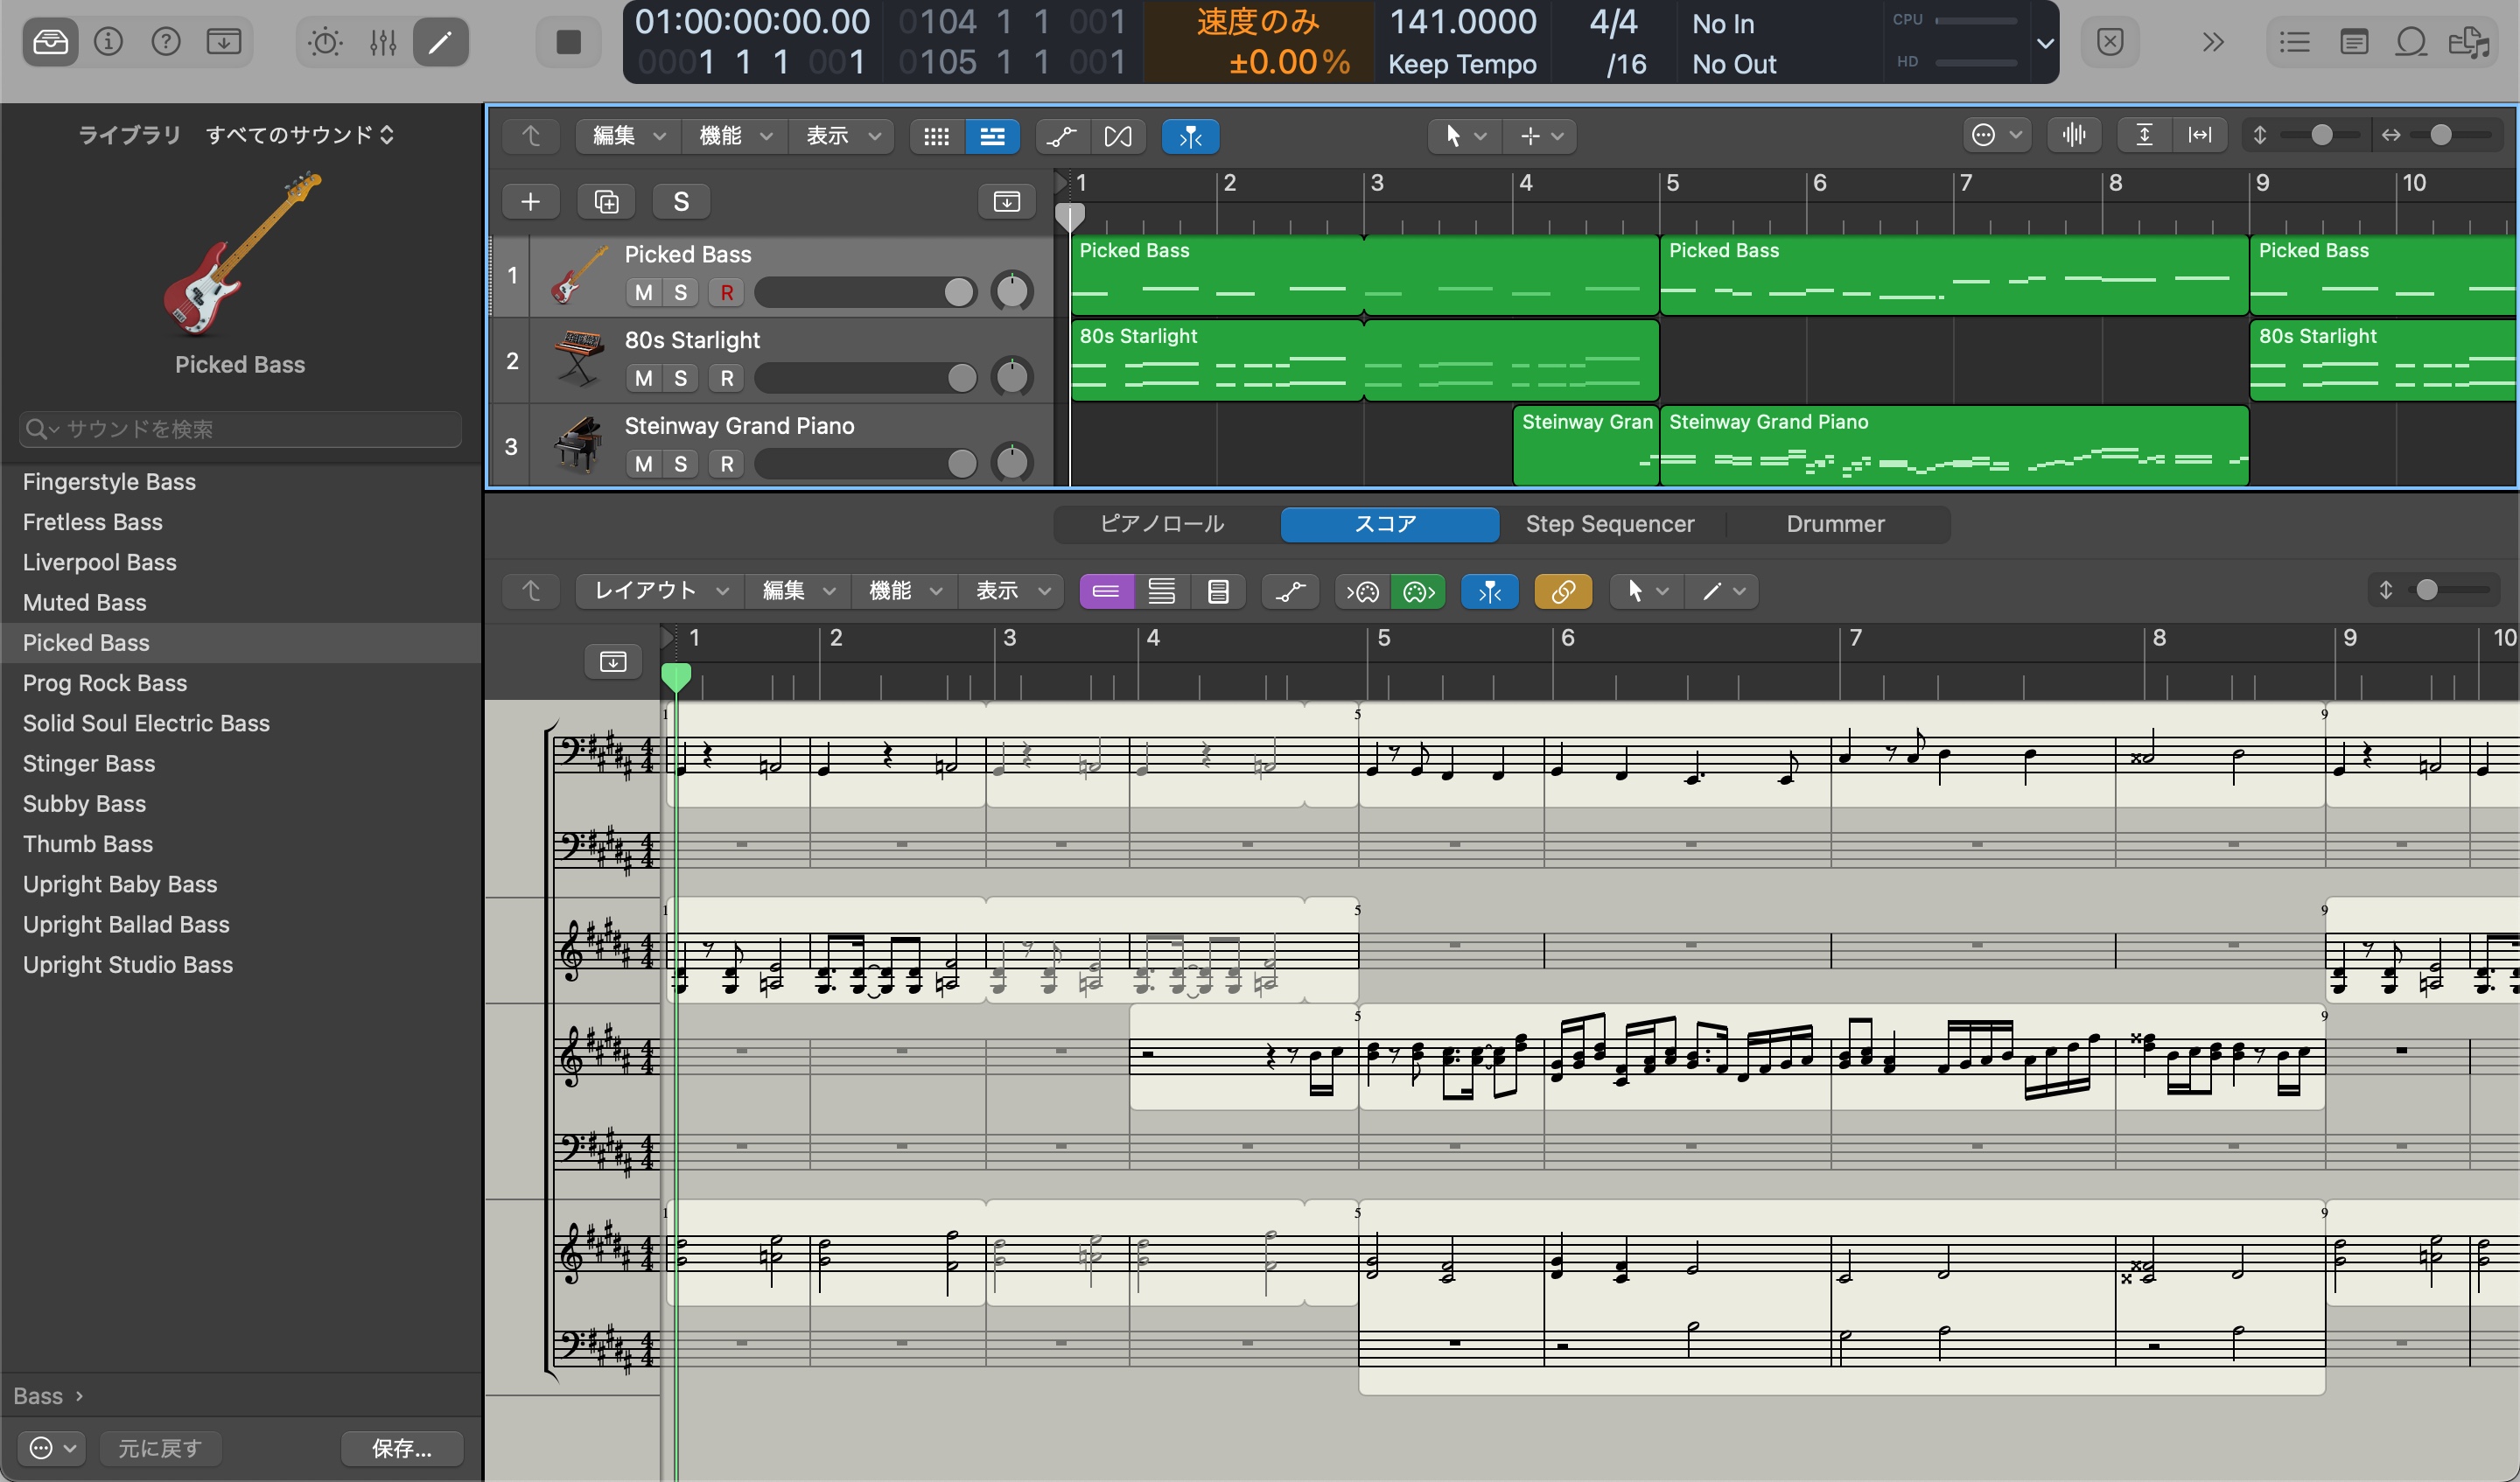 01:00:00:00.00
0001 1 1 001
0104 1 1 001
0105 1 1 001
速度のみ
±0.00%
141.0000
Keep Tempo
4/4
/16
No In
No Out
CPU
HD
ライブラリ すべてのサウンド
Picked Bass
サウンドを検索
Fingerstyle Bass
Fretless Bass
Liverpool Bass
Muted Bass
Picked Bass
Prog Rock Bass
Solid Soul Electric Bass
Stinger Bass
Subby Bass
Thumb Bass
Upright Baby Bass
Upright Ballad Bass
Upright Studio Bass
Bass ›
元に戻す 保存...
編集 機能 表示
S
1 2 3 4 5 6 7 8 9 10
1 Picked Bass
M S R
Picked Bass Picked Bass Picked Bass
2 80s Starlight
M S R
80s Starlight 80s Starlight
3 Steinway Grand Piano
M S R
Steinway Gran Steinway Grand Piano
ピアノロール スコア Step Sequencer Drummer
レイアウト 編集 機能 表示
1 2 3 4 5 6 7 8 9 10
1 5 9
1 5 9
5 9
1 5 9